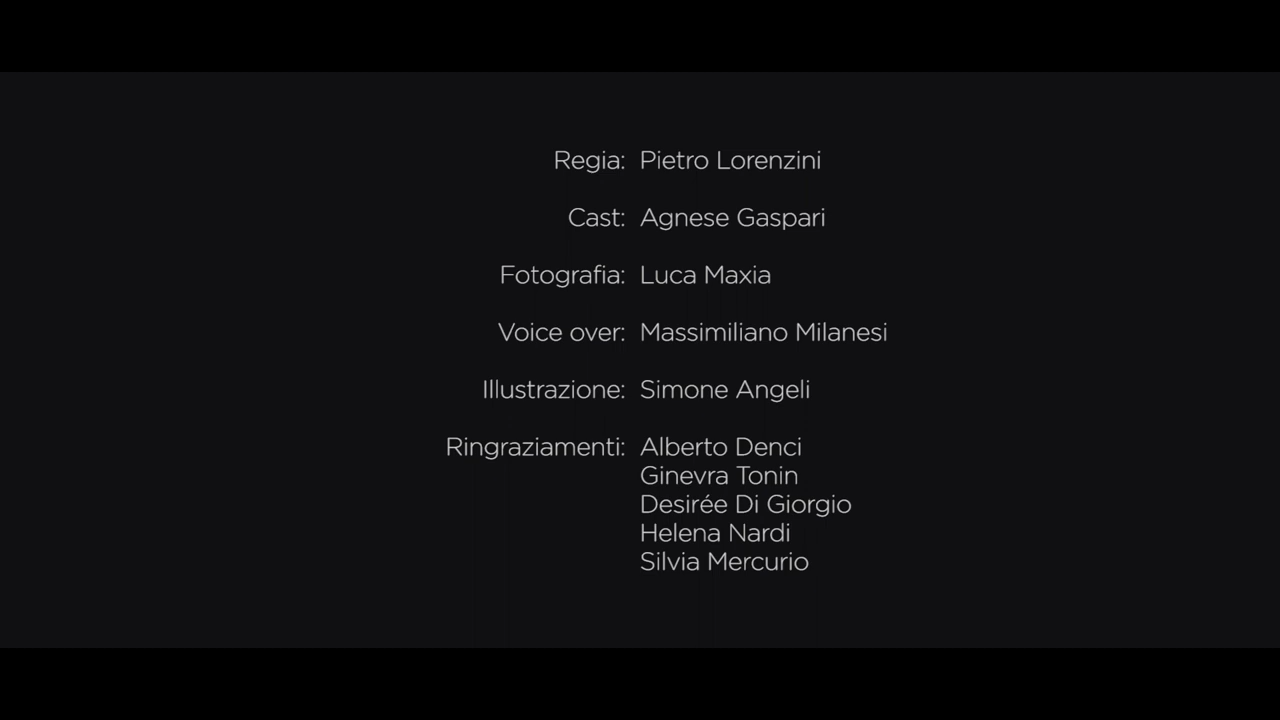 Regia: Pietro Lorenzini
Cast: Agnese Gaspari
Fotografia: Luca Maxia
Voice over: Massimiliano Milanesi
Illustrazione: Simone Angeli
Ringraziamenti: Alberto Denci
Ginevra Tonin
Desirée Di Giorgio
Helena Nardi
Silvia Mercurio